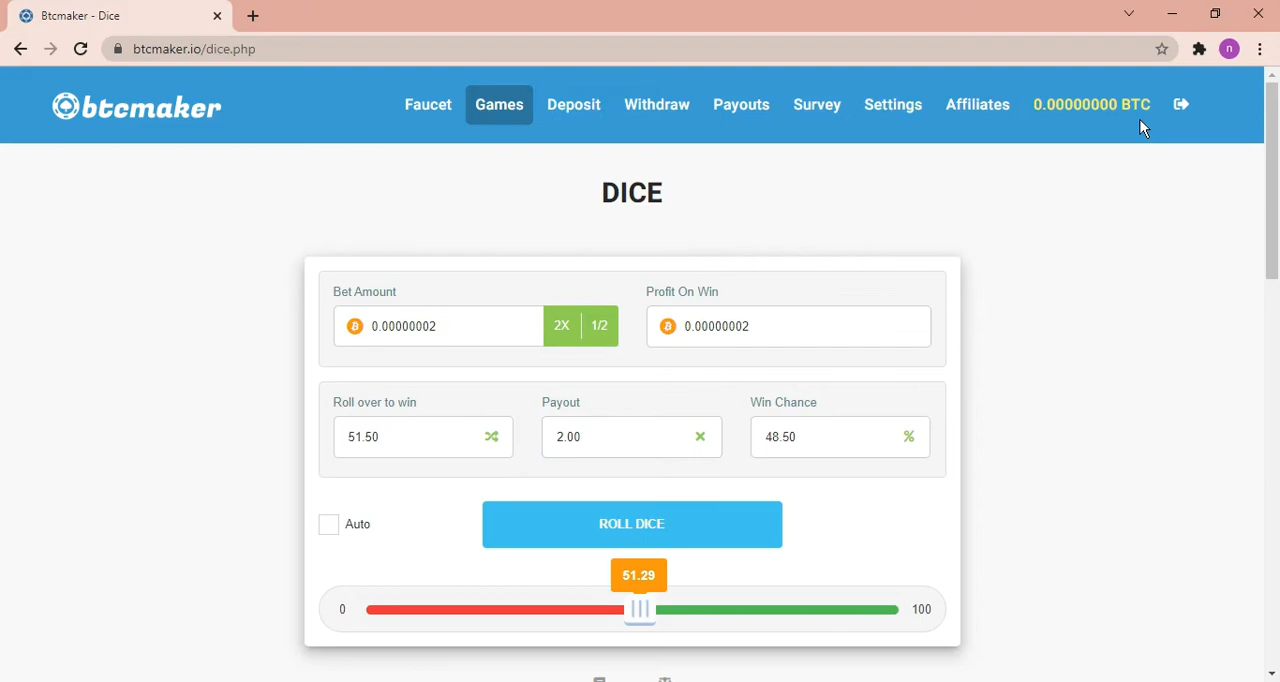 Btcmaker - Dice
btcmaker.io/dice.php
n
btcmaker
Faucet Games Deposit Withdraw Payouts Survey Settings Affiliates 0.00000000 BTC
DICE
Bet Amount Profit On Win
0.00000002 2X 1/2 0.00000002
Roll over to win Payout Win Chance
51.50 2.00 48.50 %
Auto ROLL DICE
51.29
0 100